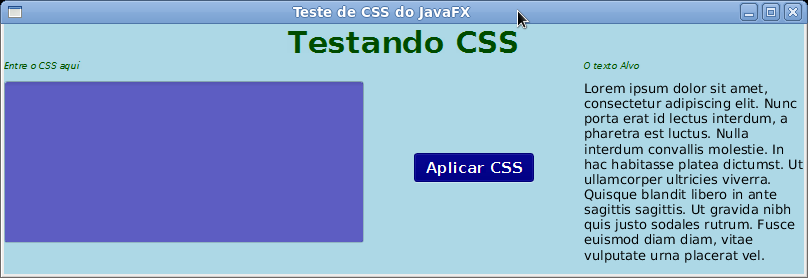 Teste de CSS do JavaFX
Testando CSS
Entre o CSS aqui
Aplicar CSS
O texto Alvo
Lorem ipsum dolor sit amet,
consectetur adipiscing elit. Nunc
porta erat id lectus interdum, a
pharetra est luctus. Nulla
interdum convallis molestie. In
hac habitasse platea dictumst. Ut
ullamcorper ultricies viverra.
Quisque blandit libero in ante
sagittis sagittis. Ut gravida nibh
quis justo sodales rutrum. Fusce
euismod diam diam, vitae
vulputate urna placerat vel.